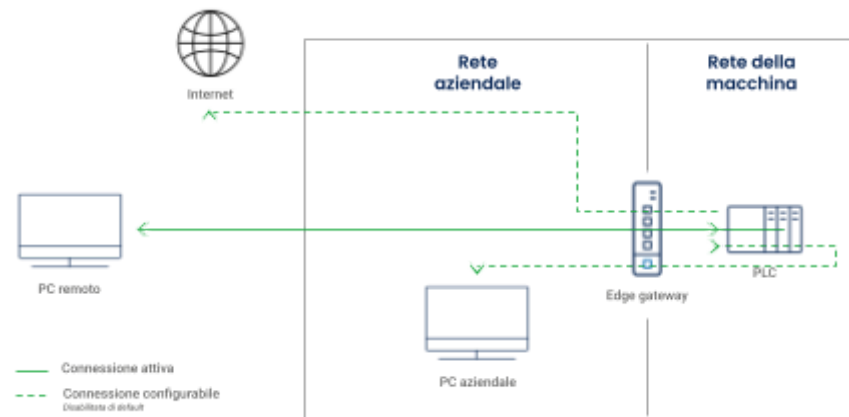 Internet
Rete
aziendale
Rete della
macchina
PC remoto
Edge gateway
PLC
PC aziendale
Connessione attiva
Connessione configurabile
Disabilitata di default